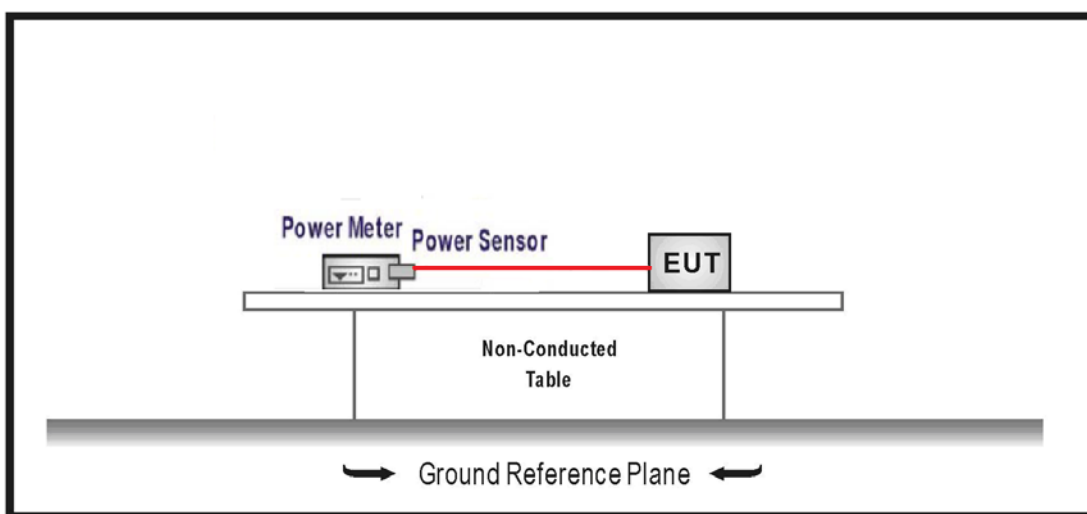 Power Meter
Power Sensor
EUT
Non-Conducted
Table
Ground Reference Plane